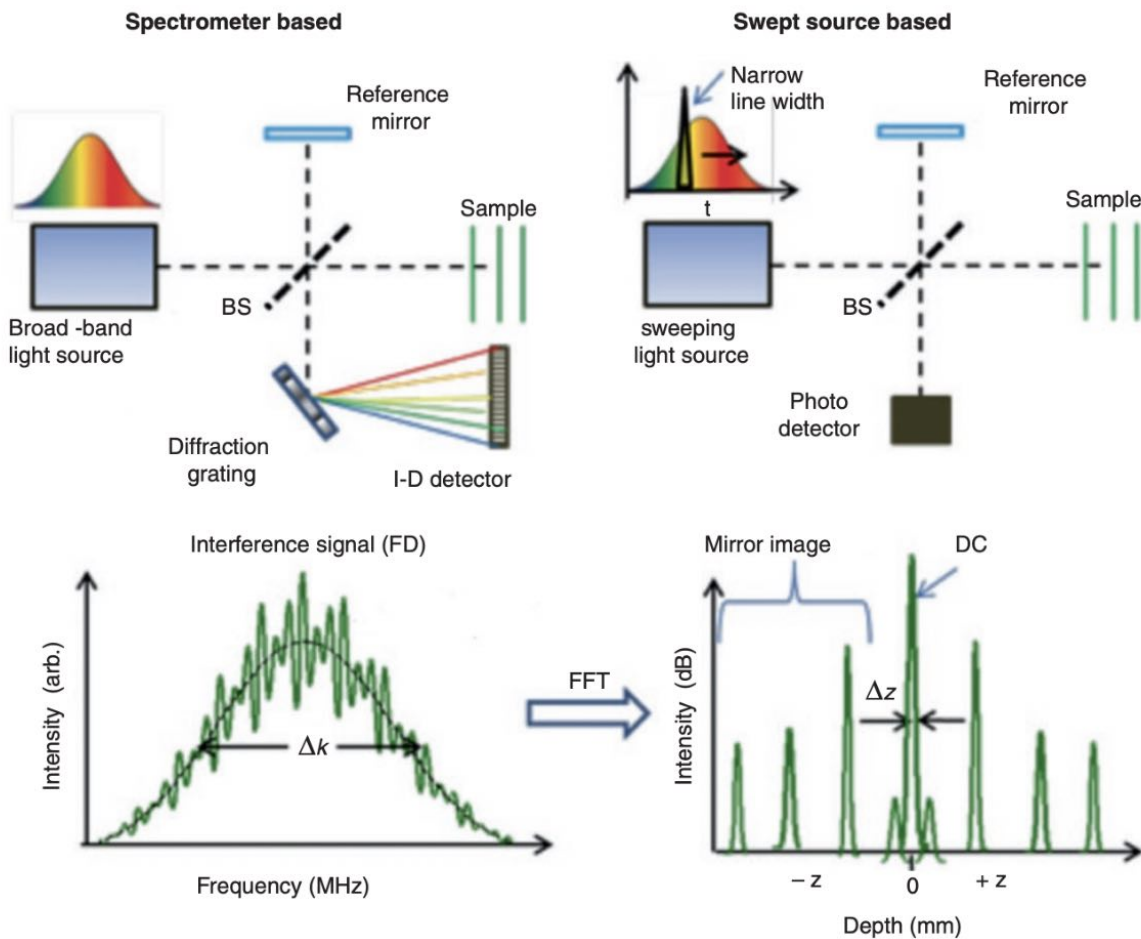 Spectrometer based
Reference
mirror
Sample
BS
Broad -band
light source
Diffraction
grating
I-D detector
Swept source based
Narrow
line width
Reference
mirror
t
Sample
BS
sweeping
light source
Photo
detector
Interference signal (FD)
Intensity (arb.)
Δk
Frequency (MHz)
FFT
Mirror image
DC
Δz
Intensity (dB)
– z
0
+ z
Depth (mm)